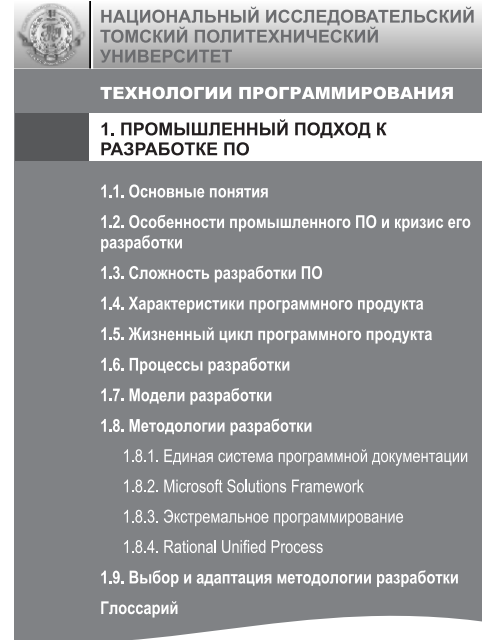 НАЦИОНАЛЬНЫЙ ИССЛЕДОВАТЕЛЬСКИЙ
ТОМСКИЙ ПОЛИТЕХНИЧЕСКИЙ
УНИВЕРСИТЕТ
ТЕХНОЛОГИИ ПРОГРАММИРОВАНИЯ
1. ПРОМЫШЛЕННЫЙ ПОДХОД К
РАЗРАБОТКЕ ПО
1.1. Основные понятия
1.2. Особенности промышленного ПО и кризис его
разработки
1.3. Сложность разработки ПО
1.4. Характеристики программного продукта
1.5. Жизненный цикл программного продукта
1.6. Процессы разработки
1.7. Модели разработки
1.8. Методологии разработки
1.8.1. Единая система программной документации
1.8.2. Microsoft Solutions Framework
1.8.3. Экстремальное программирование
1.8.4. Rational Unified Process
1.9. Выбор и адаптация методологии разработки
Глоссарий